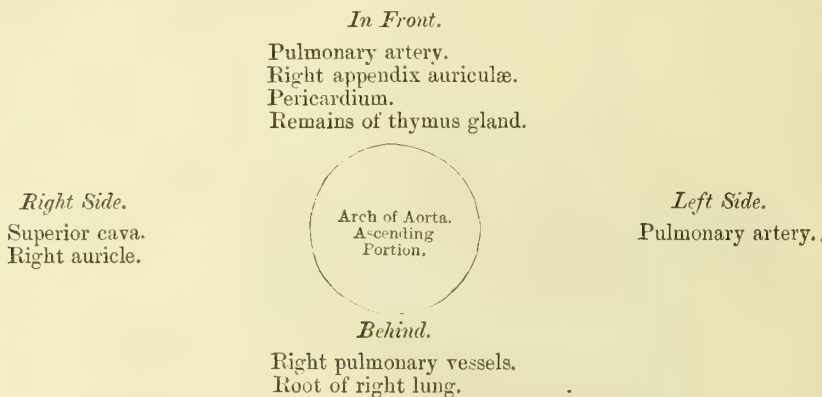 In Front.
Pulmonary artery.
Right appendix auriculæ.
Pericardium.
Remains of thymus gland.
Right Side.
Superior cava.
Right auricle.
Arch of Aorta.
Ascending
Portion.
Left Side.
Pulmonary artery.
Behind.
Right pulmonary vessels.
Root of right lung.